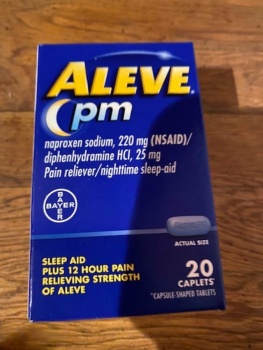 ALEVE®
pm
naproxen sodium, 220 mg (NSAID)/
diphenhydramine HCl, 25 mg
Pain reliever/nighttime sleep-aid
BAYER
BAYER
ACTUAL SIZE
SLEEP AID
PLUS 12 HOUR PAIN
RELIEVING STRENGTH
OF ALEVE
20
CAPLETS*
*CAPSULE-SHAPED TABLETS